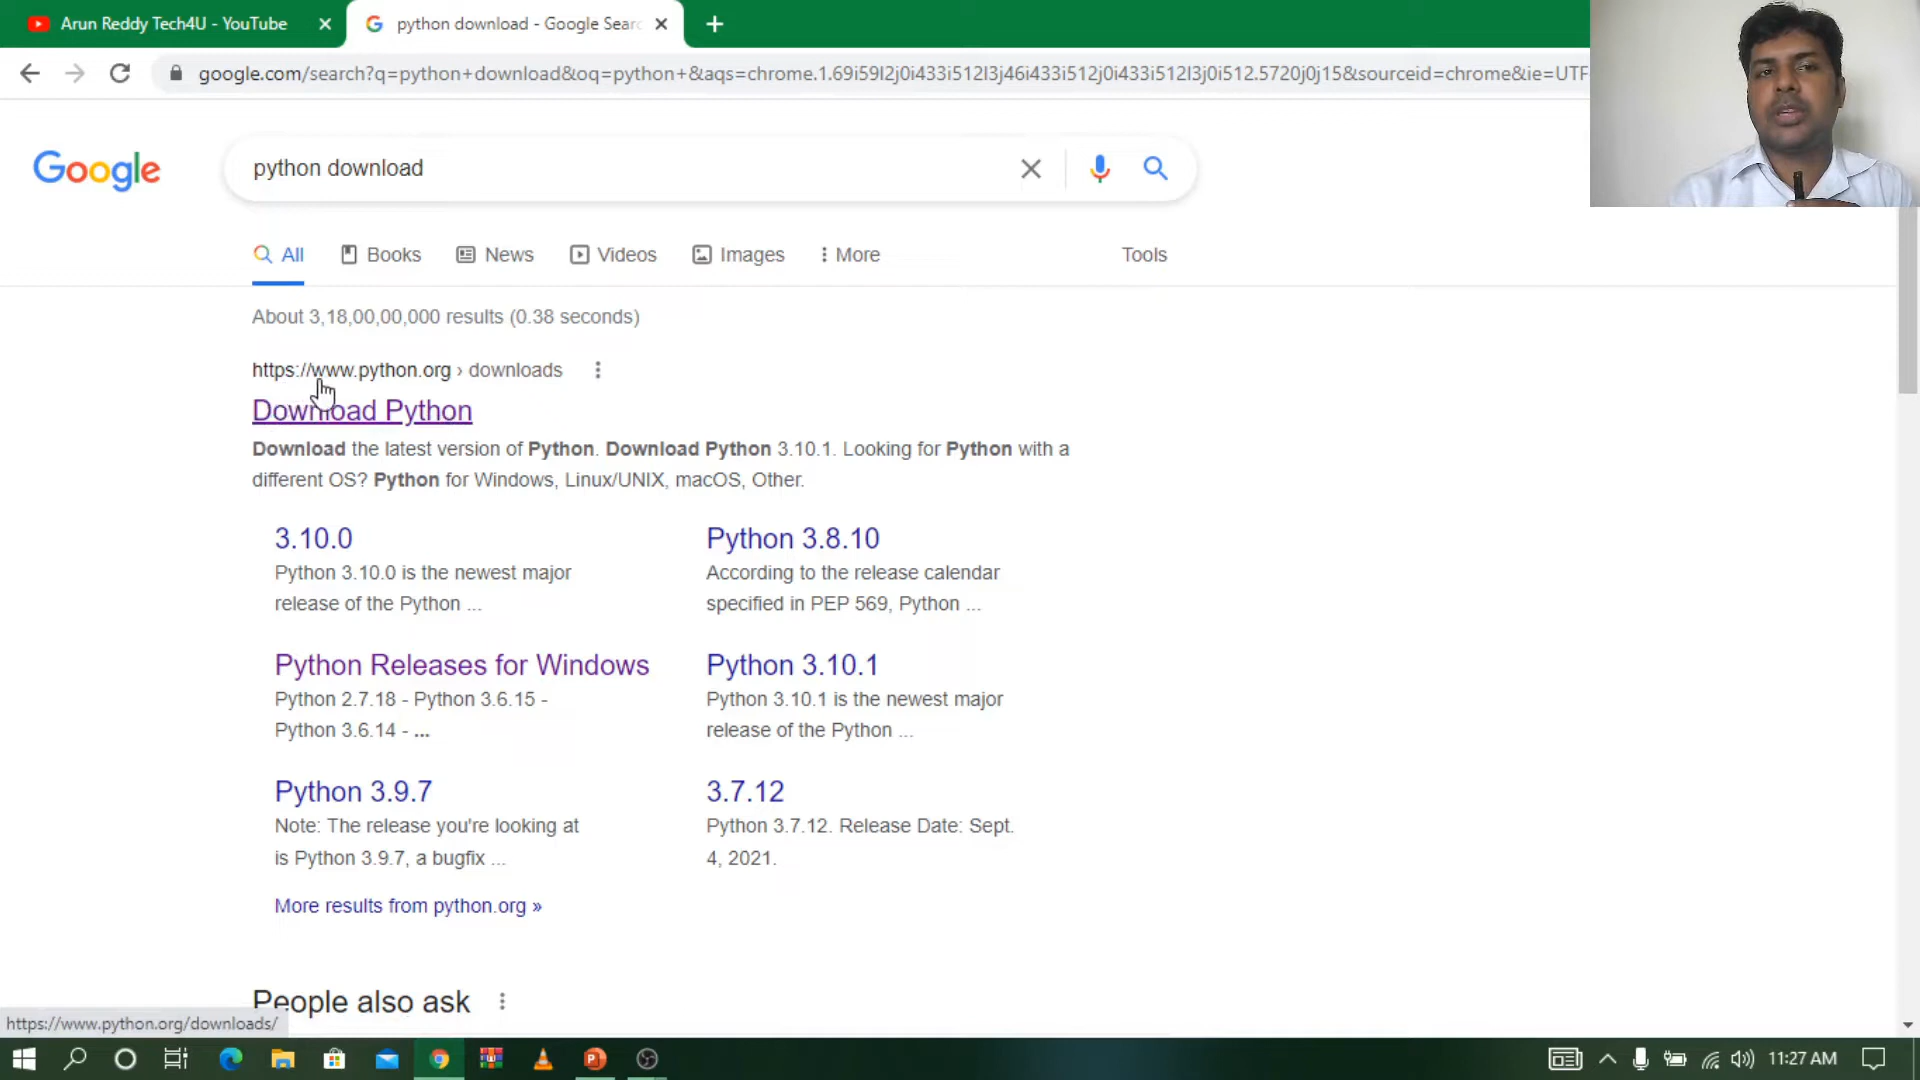 Arun Reddy Tech4U - YouTube
python download - Google Sear
google.com/search?q=python+download&oq=python+&aqs=chrome.1.69i59l2j0i433i512l3j46i433i512j0i433i512l3j0i512.5720j0j15&sourceid=chrome&ie=UTF
Google
python download
All
Books
News
Videos
Images
More
Tools
About 3,18,00,00,000 results (0.38 seconds)
https://www.python.org › downloads
Download Python
Download the latest version of Python. Download Python 3.10.1. Looking for Python with a
different OS? Python for Windows, Linux/UNIX, macOS, Other.
3.10.0
Python 3.10.0 is the newest major
release of the Python ...
Python 3.8.10
According to the release calendar
specified in PEP 569, Python ...
Python Releases for Windows
Python 2.7.18 - Python 3.6.15 -
Python 3.6.14 - ...
Python 3.10.1
Python 3.10.1 is the newest major
release of the Python ...
Python 3.9.7
Note: The release you're looking at
is Python 3.9.7, a bugfix ...
3.7.12
Python 3.7.12. Release Date: Sept.
4, 2021.
More results from python.org »
People also ask
https://www.python.org/downloads/
11:27 AM